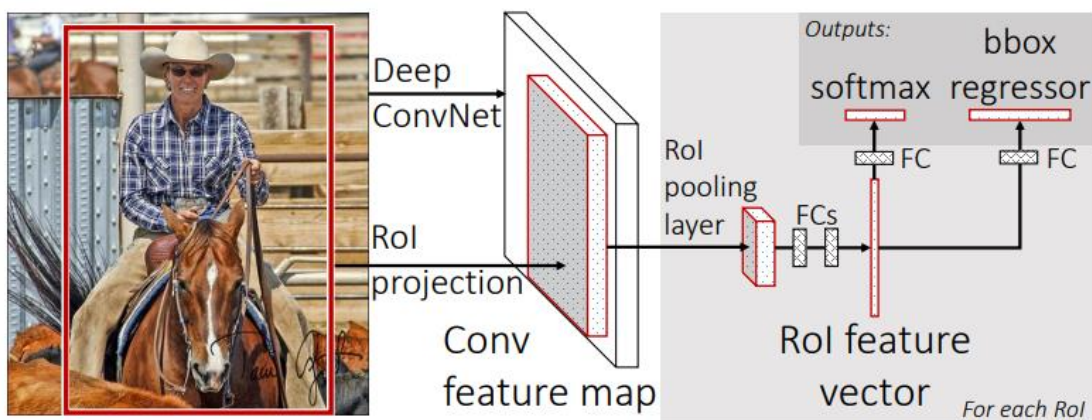 Deep
ConvNet
RoI
projection
Conv
feature map
RoI
pooling
layer
FCs
RoI feature
vector
For each RoI
Outputs:
softmax
bbox
regressor
FC
FC